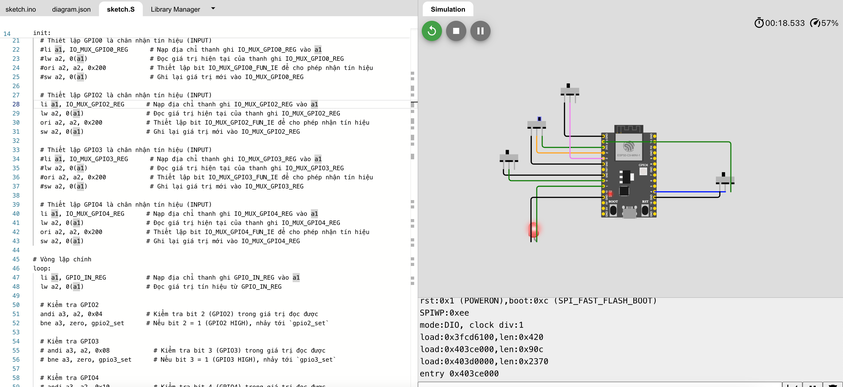 sketch.ino diagram.json sketch.S Library Manager
Simulation
00:18.533 57%
14 init:
21 # Thiết lập GPIO0 là chân nhận tín hiệu (INPUT)
22 #li a1, IO_MUX_GPIO0_REG # Nạp địa chỉ thanh ghi IO_MUX_GPIO0_REG vào a1
23 #lw a2, 0(a1) # Đọc giá trị hiện tại của thanh ghi IO_MUX_GPIO0_REG
24 #ori a2, a2, 0x200 # Thiết lập bit IO_MUX_GPIO0_FUN_IE để cho phép nhận tín hiệu
25 #sw a2, 0(a1) # Ghi lại giá trị mới vào IO_MUX_GPIO0_REG
26
27 # Thiết lập GPIO2 là chân nhận tín hiệu (INPUT)
28 li a1, IO_MUX_GPIO2_REG # Nạp địa chỉ thanh ghi IO_MUX_GPIO2_REG vào a1
29 lw a2, 0(a1) # Đọc giá trị hiện tại của thanh ghi IO_MUX_GPIO2_REG
30 ori a2, a2, 0x200 # Thiết lập bit IO_MUX_GPIO2_FUN_IE để cho phép nhận tín hiệu
31 sw a2, 0(a1) # Ghi lại giá trị mới vào IO_MUX_GPIO2_REG
32
33 # Thiết lập GPIO3 là chân nhận tín hiệu (INPUT)
34 #li a1, IO_MUX_GPIO3_REG # Nạp địa chỉ thanh ghi IO_MUX_GPIO3_REG vào a1
35 #lw a2, 0(a1) # Đọc giá trị hiện tại của thanh ghi IO_MUX_GPIO3_REG
36 #ori a2, a2, 0x200 # Thiết lập bit IO_MUX_GPIO3_FUN_IE để cho phép nhận tín hiệu
37 #sw a2, 0(a1) # Ghi lại giá trị mới vào IO_MUX_GPIO3_REG
38
39 # Thiết lập GPIO4 là chân nhận tín hiệu (INPUT)
40 li a1, IO_MUX_GPIO4_REG # Nạp địa chỉ thanh ghi IO_MUX_GPIO4_REG vào a1
41 lw a2, 0(a1) # Đọc giá trị hiện tại của thanh ghi IO_MUX_GPIO4_REG
42 ori a2, a2, 0x200 # Thiết lập bit IO_MUX_GPIO4_FUN_IE để cho phép nhận tín hiệu
43 sw a2, 0(a1) # Ghi lại giá trị mới vào IO_MUX_GPIO4_REG
44
45 # Vòng lặp chính
46 loop:
47 li a1, GPIO_IN_REG # Nạp địa chỉ thanh ghi GPIO_IN_REG vào a1
48 lw a2, 0(a1) # Đọc giá trị tín hiệu từ GPIO_IN_REG
49
50 # Kiểm tra GPIO2
51 andi a3, a2, 0x04 # Kiểm tra bit 2 (GPIO2) trong giá trị đọc được
52 bne a3, zero, gpio2_set # Nếu bit 2 = 1 (GPIO2 HIGH), nhảy tới `gpio2_set`
53
54 # Kiểm tra GPIO3
55 # andi a3, a2, 0x08 # Kiểm tra bit 3 (GPIO3) trong giá trị đọc được
56 # bne a3, zero, gpio3_set # Nếu bit 3 = 1 (GPIO3 HIGH), nhảy tới `gpio3_set`
57
58 # Kiểm tra GPIO4
BOOT RST
rst:0x1 (POWERON),boot:0xc (SPI_FAST_FLASH_BOOT)
SPIWP:0xee
mode:DIO, clock div:1
load:0x3fcd6100,len:0x420
load:0x403ce000,len:0x90c
load:0x403d0000,len:0x2370
entry 0x403ce000